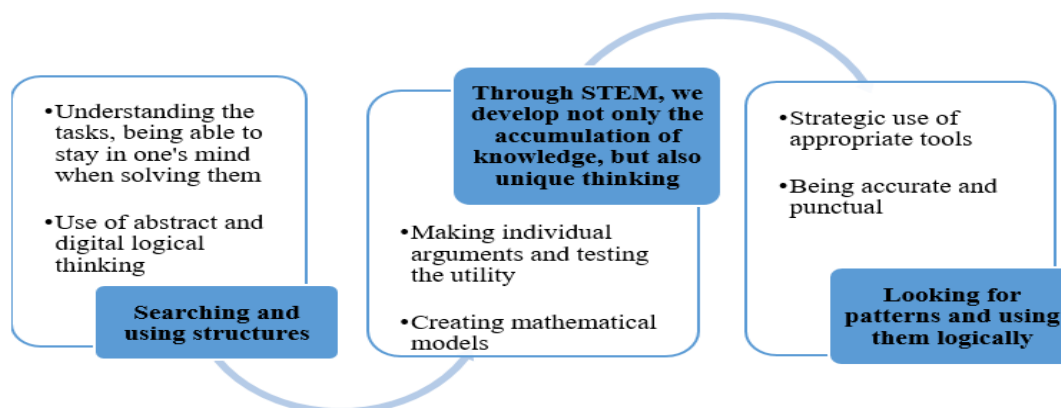 •Understanding the
tasks, being able to
stay in one's mind
when solving them
•Use of abstract and
digital logical
thinking
Searching and
using structures
Through STEM, we
develop not only the
accumulation of
knowledge, but also
unique thinking
•Making individual
arguments and testing
the utility
•Creating mathematical
models
•Strategic use of
appropriate tools
•Being accurate and
punctual
Looking for
patterns and using
them logically